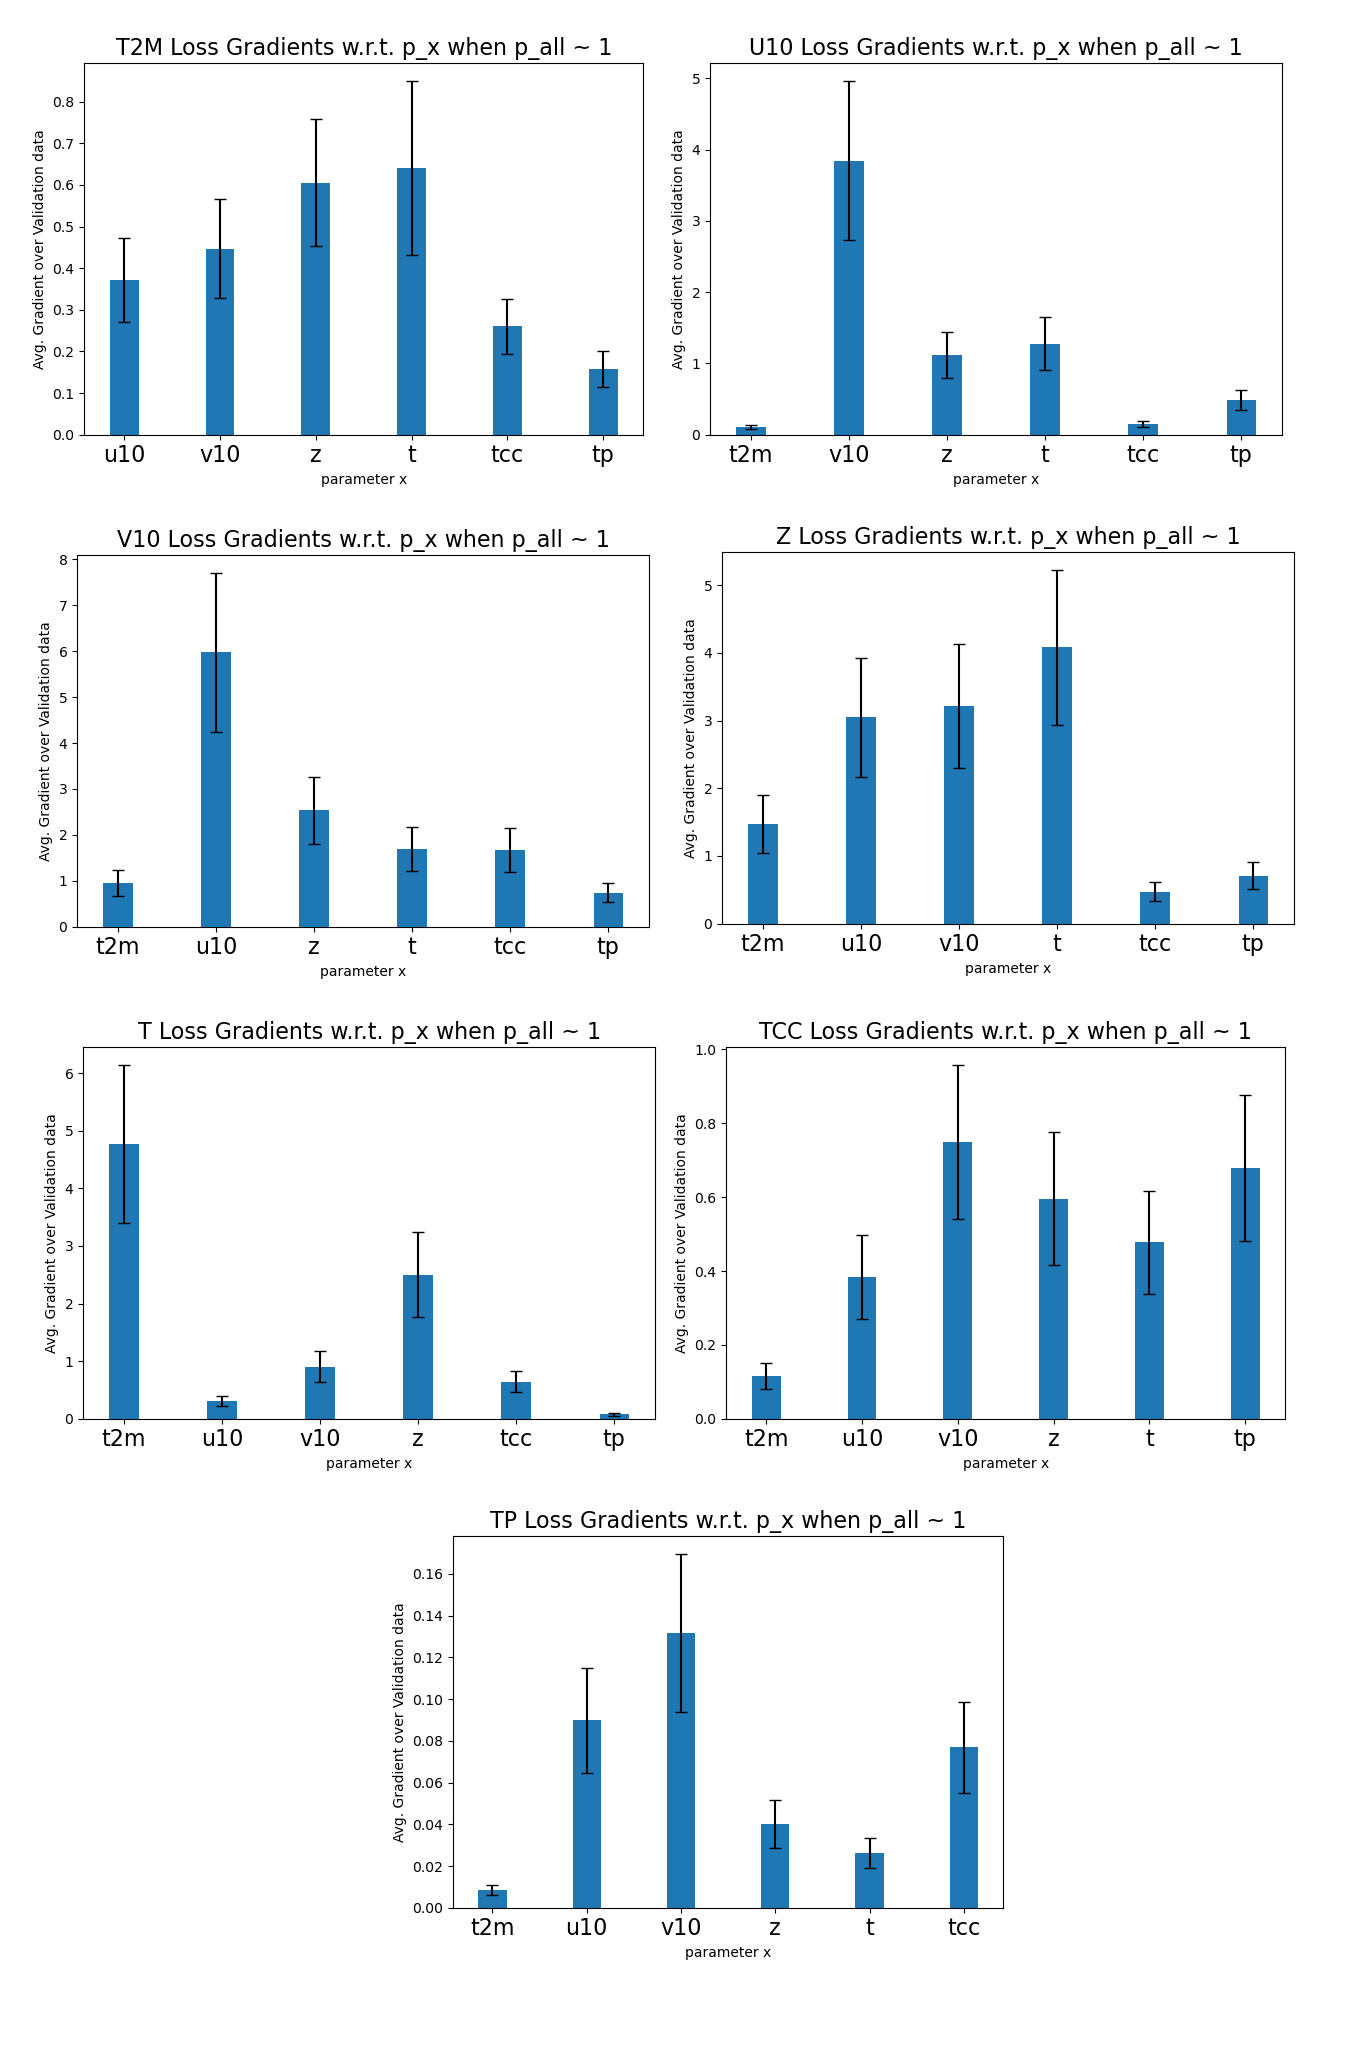 T2M Loss Gradients w.r.t. p_x when p_all ~ 1
Avg. Gradient over Validation data
0.8
0.7
0.6
0.5
0.4
0.3
0.2
0.1
0.0
u10 v10 z t tcc tp
parameter x
U10 Loss Gradients w.r.t. p_x when p_all ~ 1
Avg. Gradient over Validation data
5
4
3
2
1
0
t2m v10 z t tcc tp
parameter x
V10 Loss Gradients w.r.t. p_x when p_all ~ 1
Avg. Gradient over Validation data
8
7
6
5
4
3
2
1
0
t2m u10 z t tcc tp
parameter x
Z Loss Gradients w.r.t. p_x when p_all ~ 1
Avg. Gradient over Validation data
5
4
3
2
1
0
t2m u10 v10 t tcc tp
parameter x
T Loss Gradients w.r.t. p_x when p_all ~ 1
Avg. Gradient over Validation data
6
5
4
3
2
1
0
t2m u10 v10 z tcc tp
parameter x
TCC Loss Gradients w.r.t. p_x when p_all ~ 1
Avg. Gradient over Validation data
1.0
0.8
0.6
0.4
0.2
0.0
t2m u10 v10 z t tp
parameter x
TP Loss Gradients w.r.t. p_x when p_all ~ 1
Avg. Gradient over Validation data
0.16
0.14
0.12
0.10
0.08
0.06
0.04
0.02
0.00
t2m u10 v10 z t tcc
parameter x